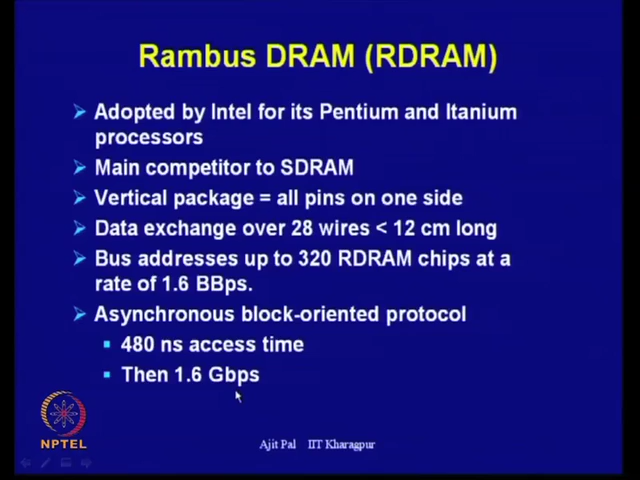 Rambus DRAM (RDRAM)
Adopted by Intel for its Pentium and Itanium
processors
Main competitor to SDRAM
Vertical package = all pins on one side
Data exchange over 28 wires < 12 cm long
Bus addresses up to 320 RDRAM chips at a
rate of 1.6 BBps.
Asynchronous block-oriented protocol
480 ns access time
Then 1.6 Gbps
NPTEL
Ajit Pal IIT Kharagpur